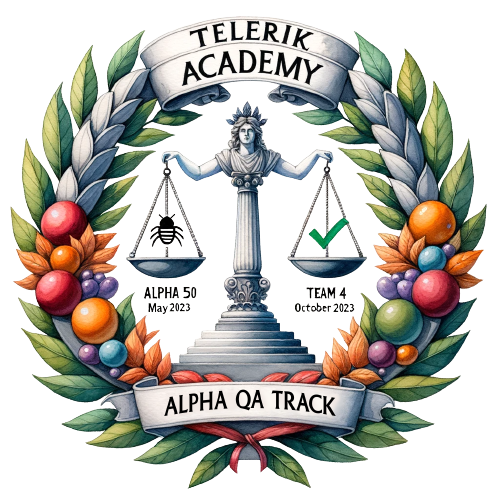 TELERIK
ACADEMY
ALPHA 50
May 2023
TEAM 4
October 2023
ALPHA QA TRACK